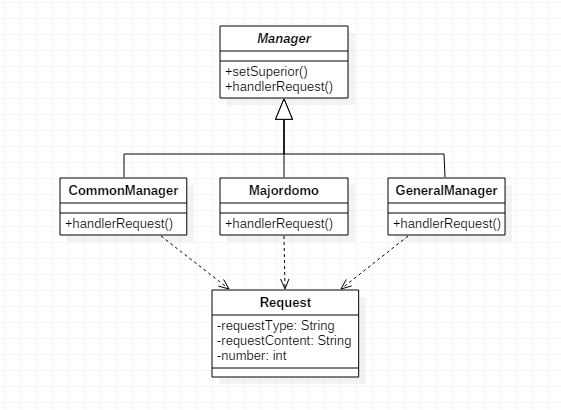 Manager
+setSuperior()
+handlerRequest()
CommonManager
+handlerRequest()
Majordomo
+handlerRequest()
GeneralManager
+handlerRequest()
Request
-requestType: String
-requestContent: String
-number: int